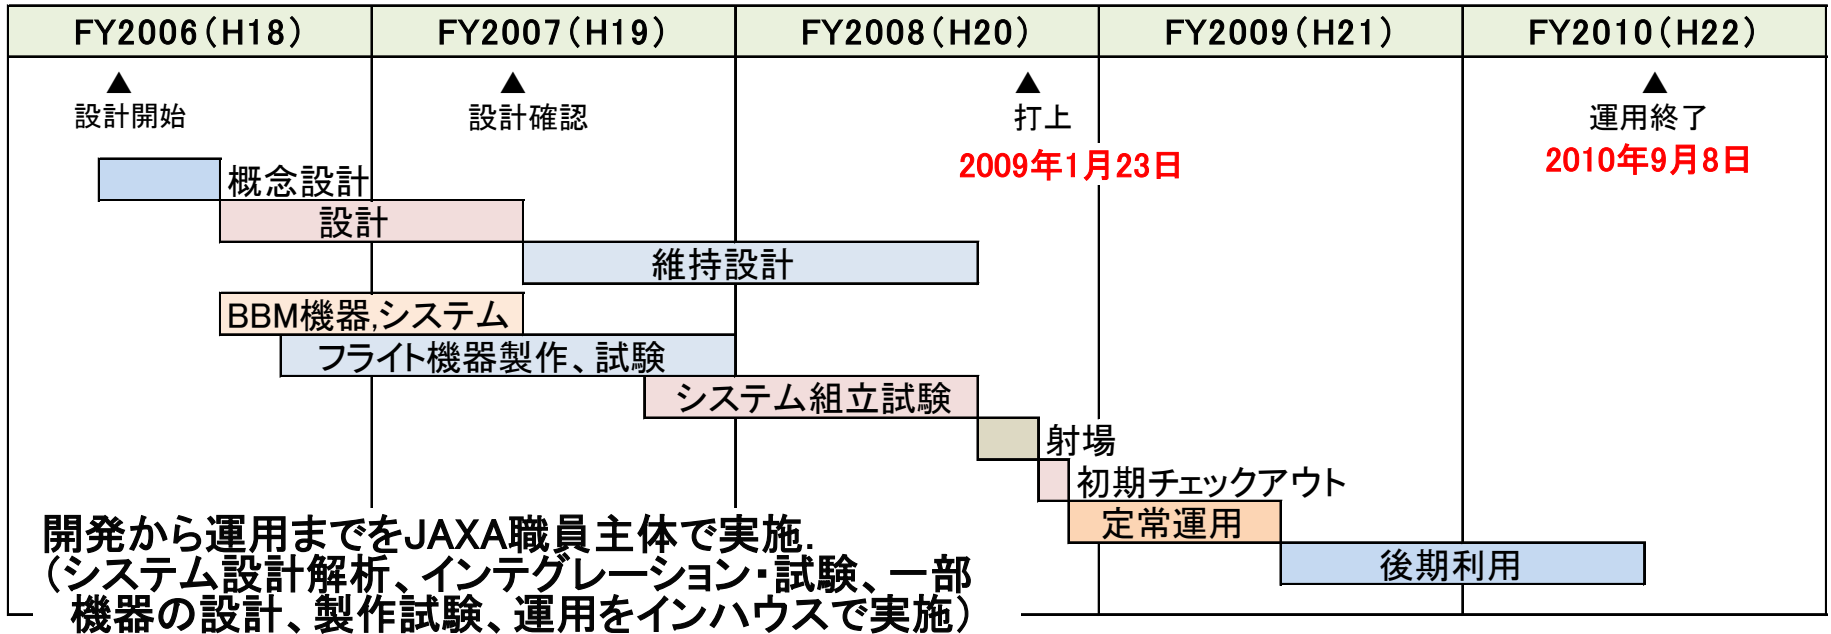 FY2006(H18) FY2007(H19) FY2008(H20) FY2009(H21) FY2010(H22)
▲ ▲ ▲ ▲
設計開始 設計確認 打上 運用終了
2009年1月23日 2010年9月8日
概念設計
設計
維持設計
BBM機器,システム
フライト機器製作、試験
システム組立試験
射場
初期チェックアウト
定常運用
後期利用
開発から運用までをJAXA職員主体で実施.
(システム設計解析、インテグレーション・試験、一部
機器の設計、製作試験、運用をインハウスで実施)